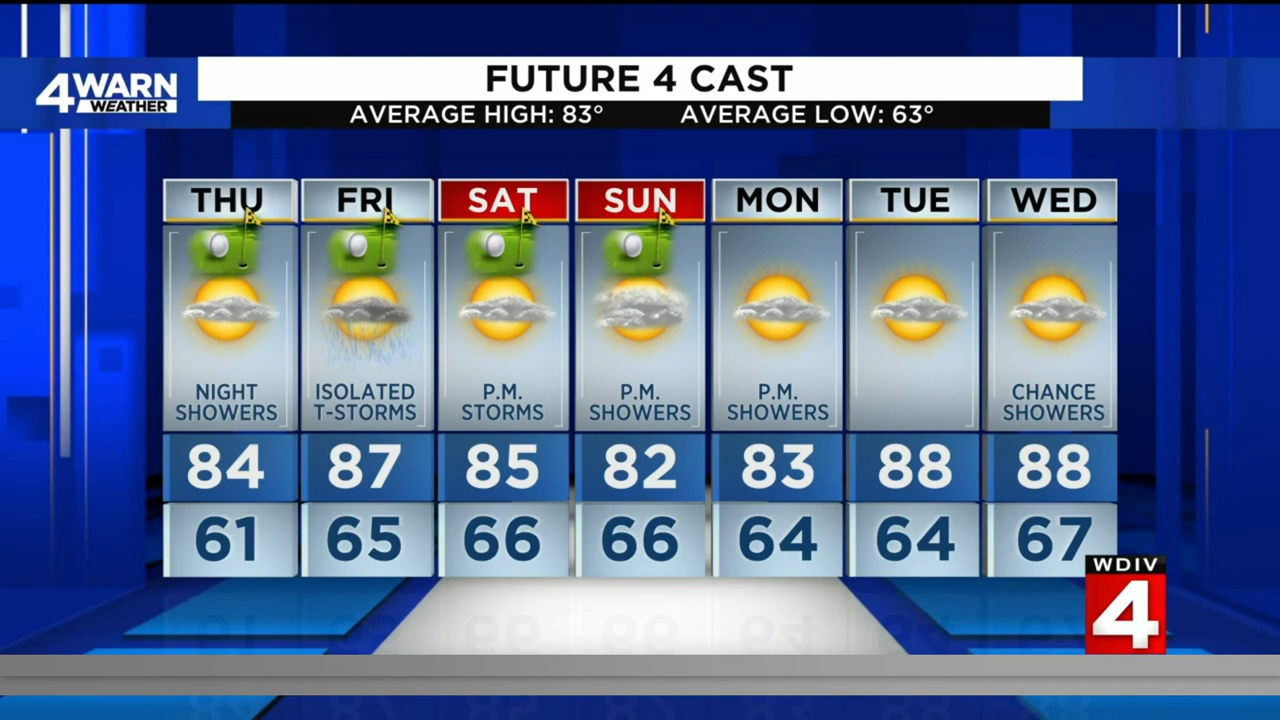 4WARN
WEATHER
FUTURE 4 CAST
AVERAGE HIGH: 83° AVERAGE LOW: 63°
THU FRI SAT SUN MON TUE WED
NIGHT SHOWERS
ISOLATED T-STORMS
P.M. STORMS
P.M. SHOWERS
P.M. SHOWERS
CHANCE SHOWERS
84 87 85 82 83 88 88
61 65 66 66 64 64 67
WDIV
4